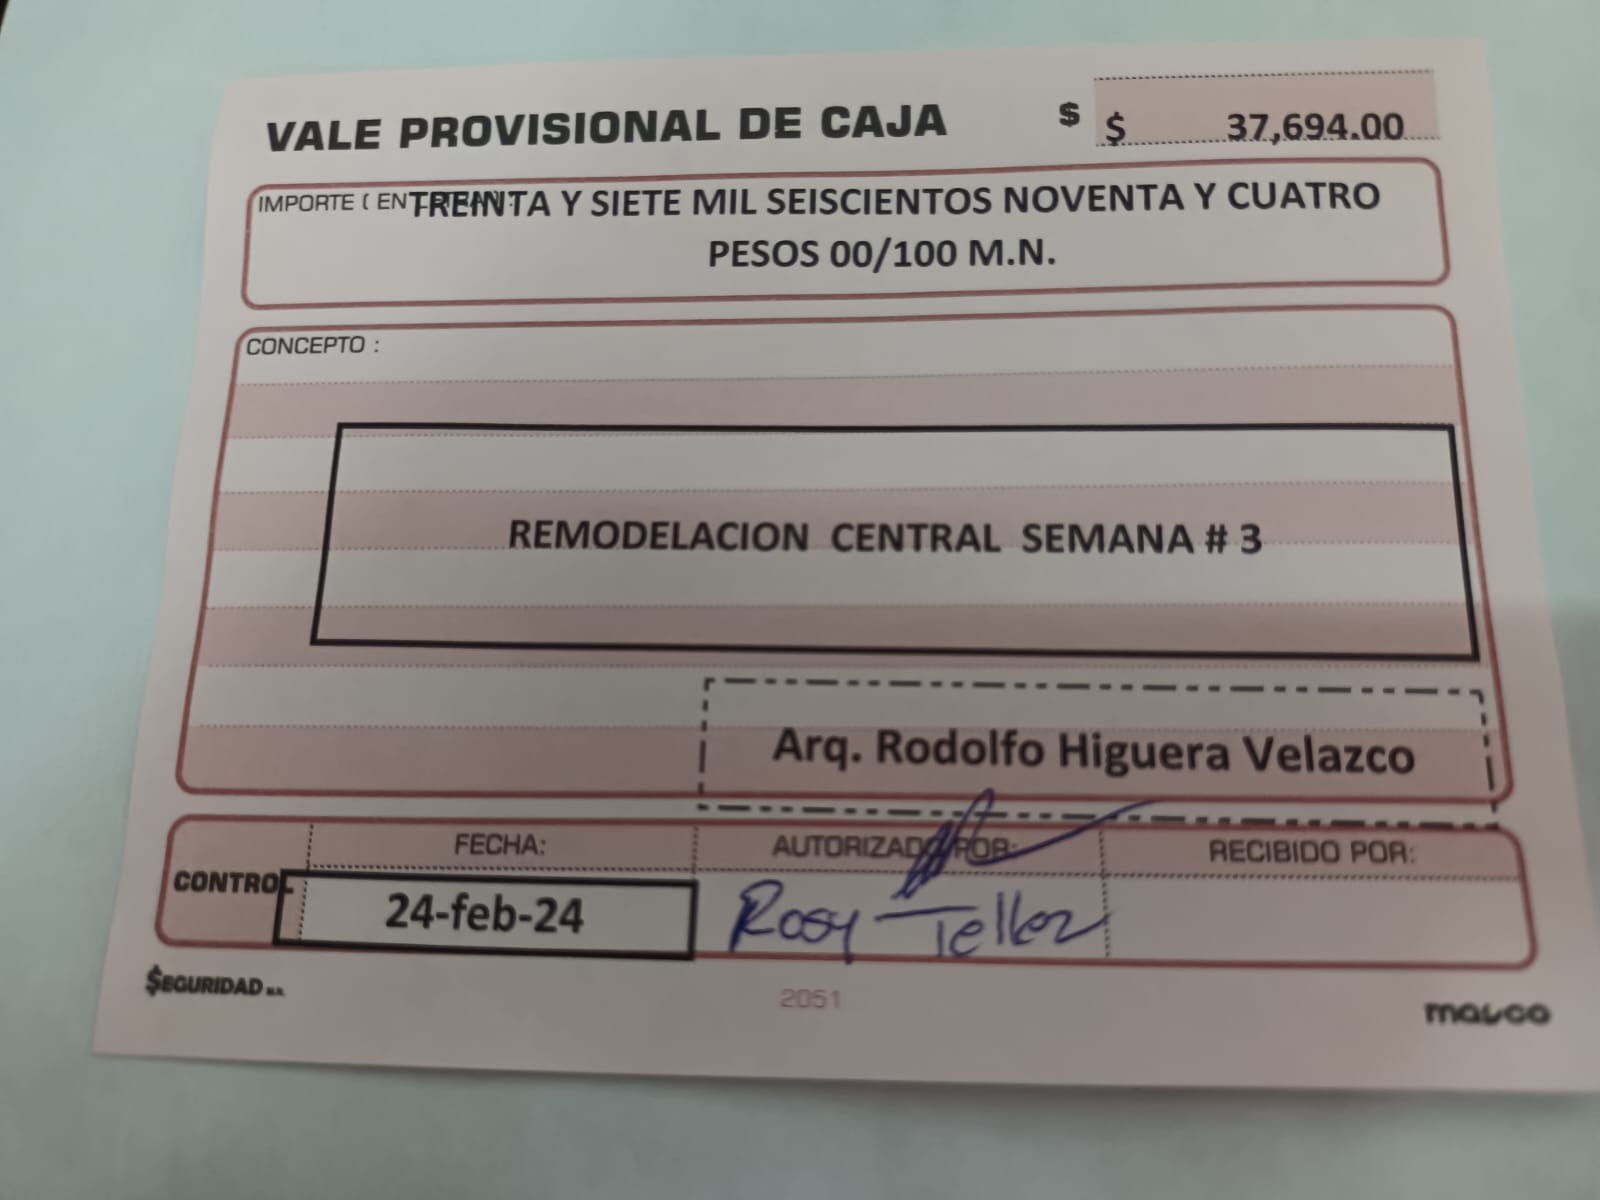 VALE PROVISIONAL DE CAJA $ $ 37,694.00
IMPORTE ( EN TREINTA Y SIETE MIL SEISCIENTOS NOVENTA Y CUATRO
PESOS 00/100 M.N.
CONCEPTO :
REMODELACION CENTRAL SEMANA # 3
Arq. Rodolfo Higuera Velazco
FECHA: AUTORIZADO POR: RECIBIDO POR:
CONTROL
24-feb-24 Rosy Tellez
SEGURIDAD
2051